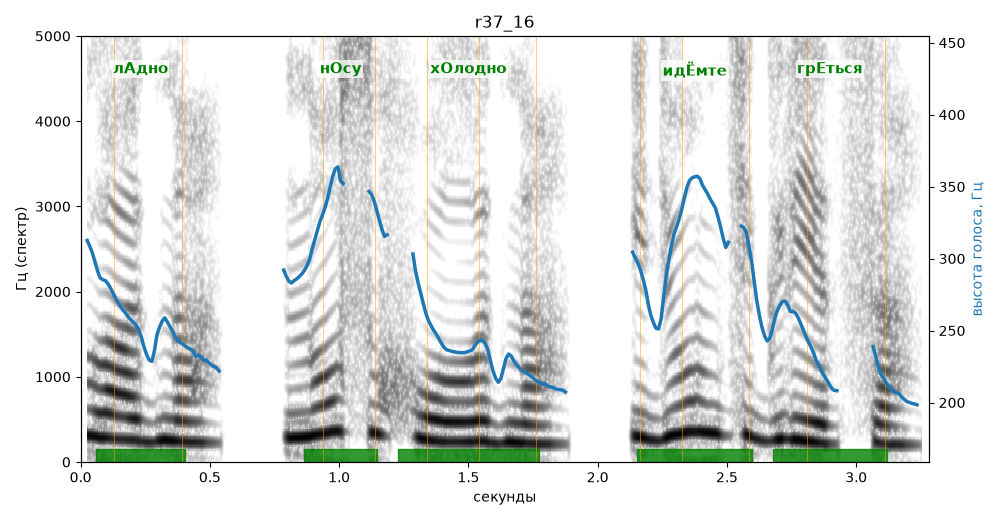 r37_16
лАдно нОсу хОлодно идЁмте грЕться
Гц (спектр)
5000
4000
3000
2000
1000
0
450
400
350
300
250
200
высота голоса, Гц
0.0 0.5 1.0 1.5 2.0 2.5 3.0
секунды